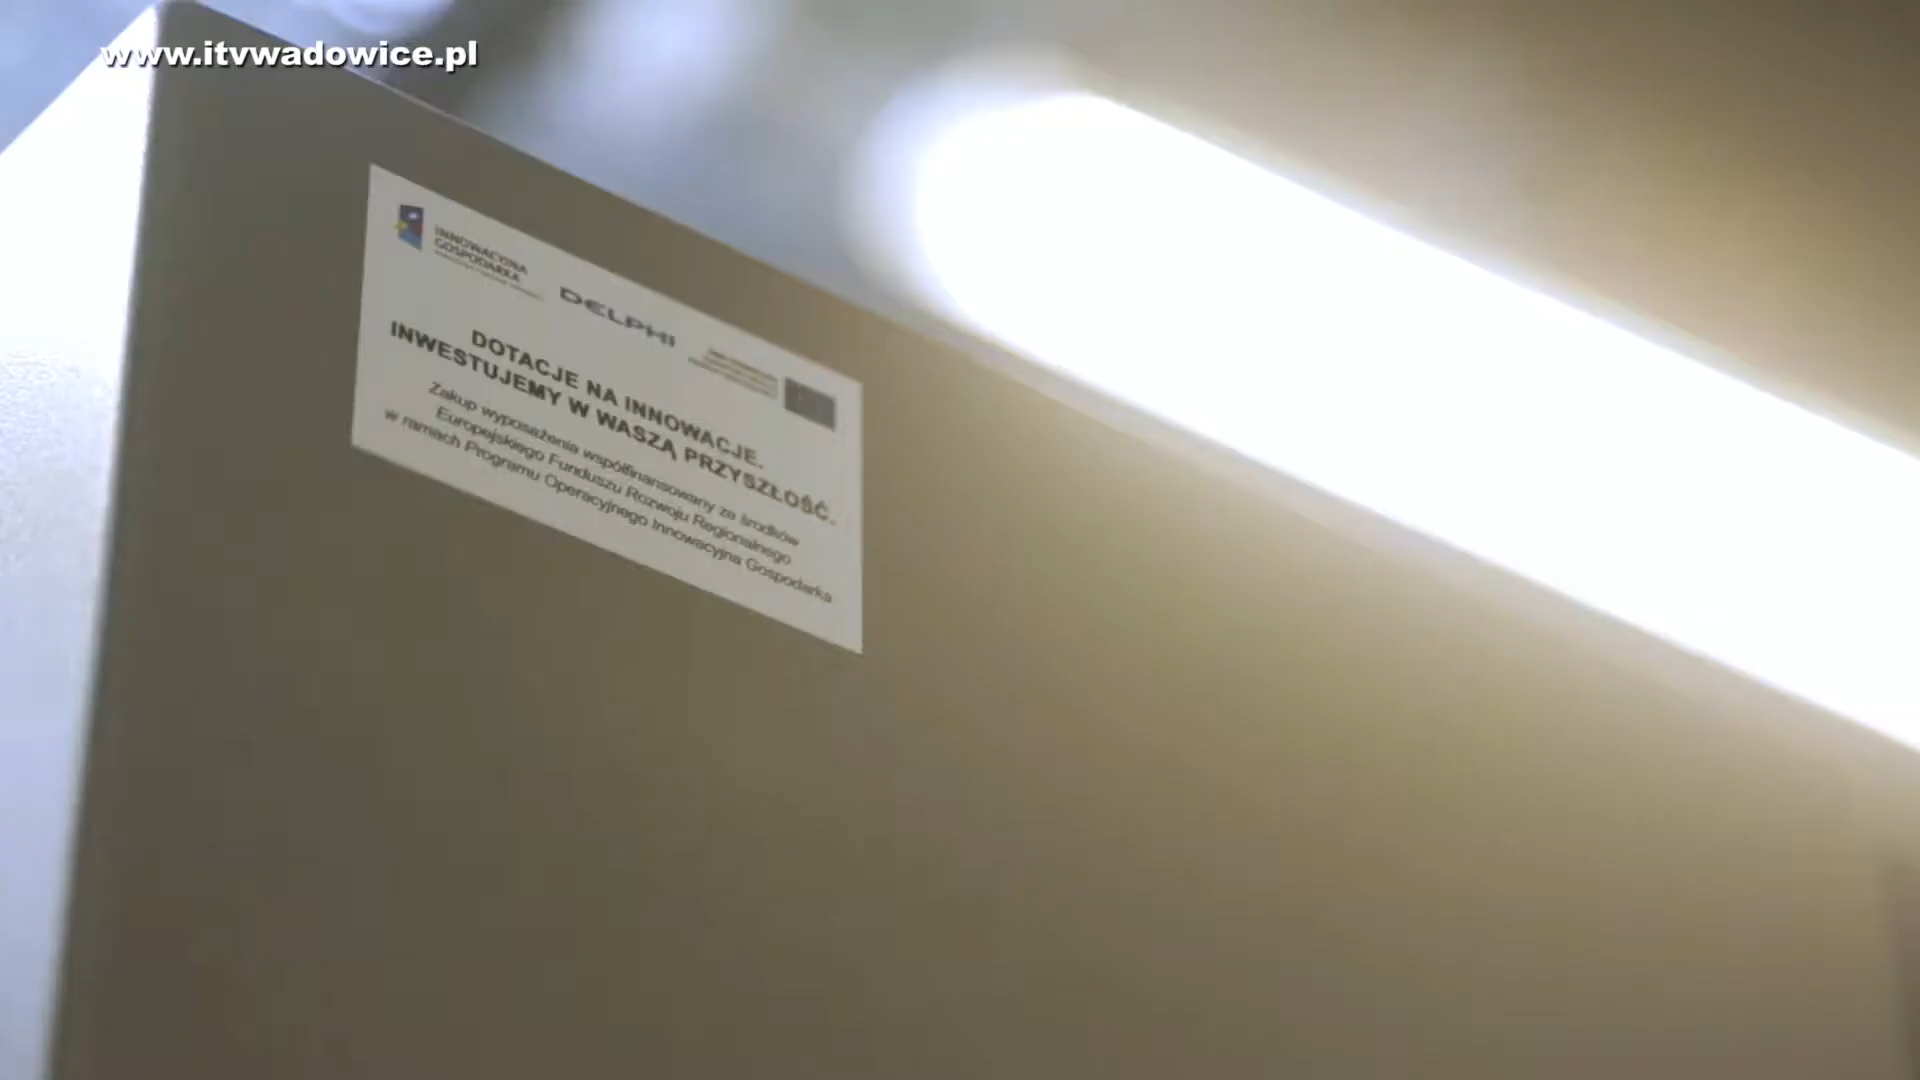 www.itvwadowice.pl
INNOWACYJNA
GOSPODARKA
DELPHI
DOTACJE NA INNOWACJE.
INWESTUJEMY W WASZĄ PRZYSZŁOŚĆ.
Zakup wyposażenia współfinansowany ze środków
Europejskiego Funduszu Rozwoju Regionalnego
w ramach Programu Operacyjnego Innowacyjna Gospodarka